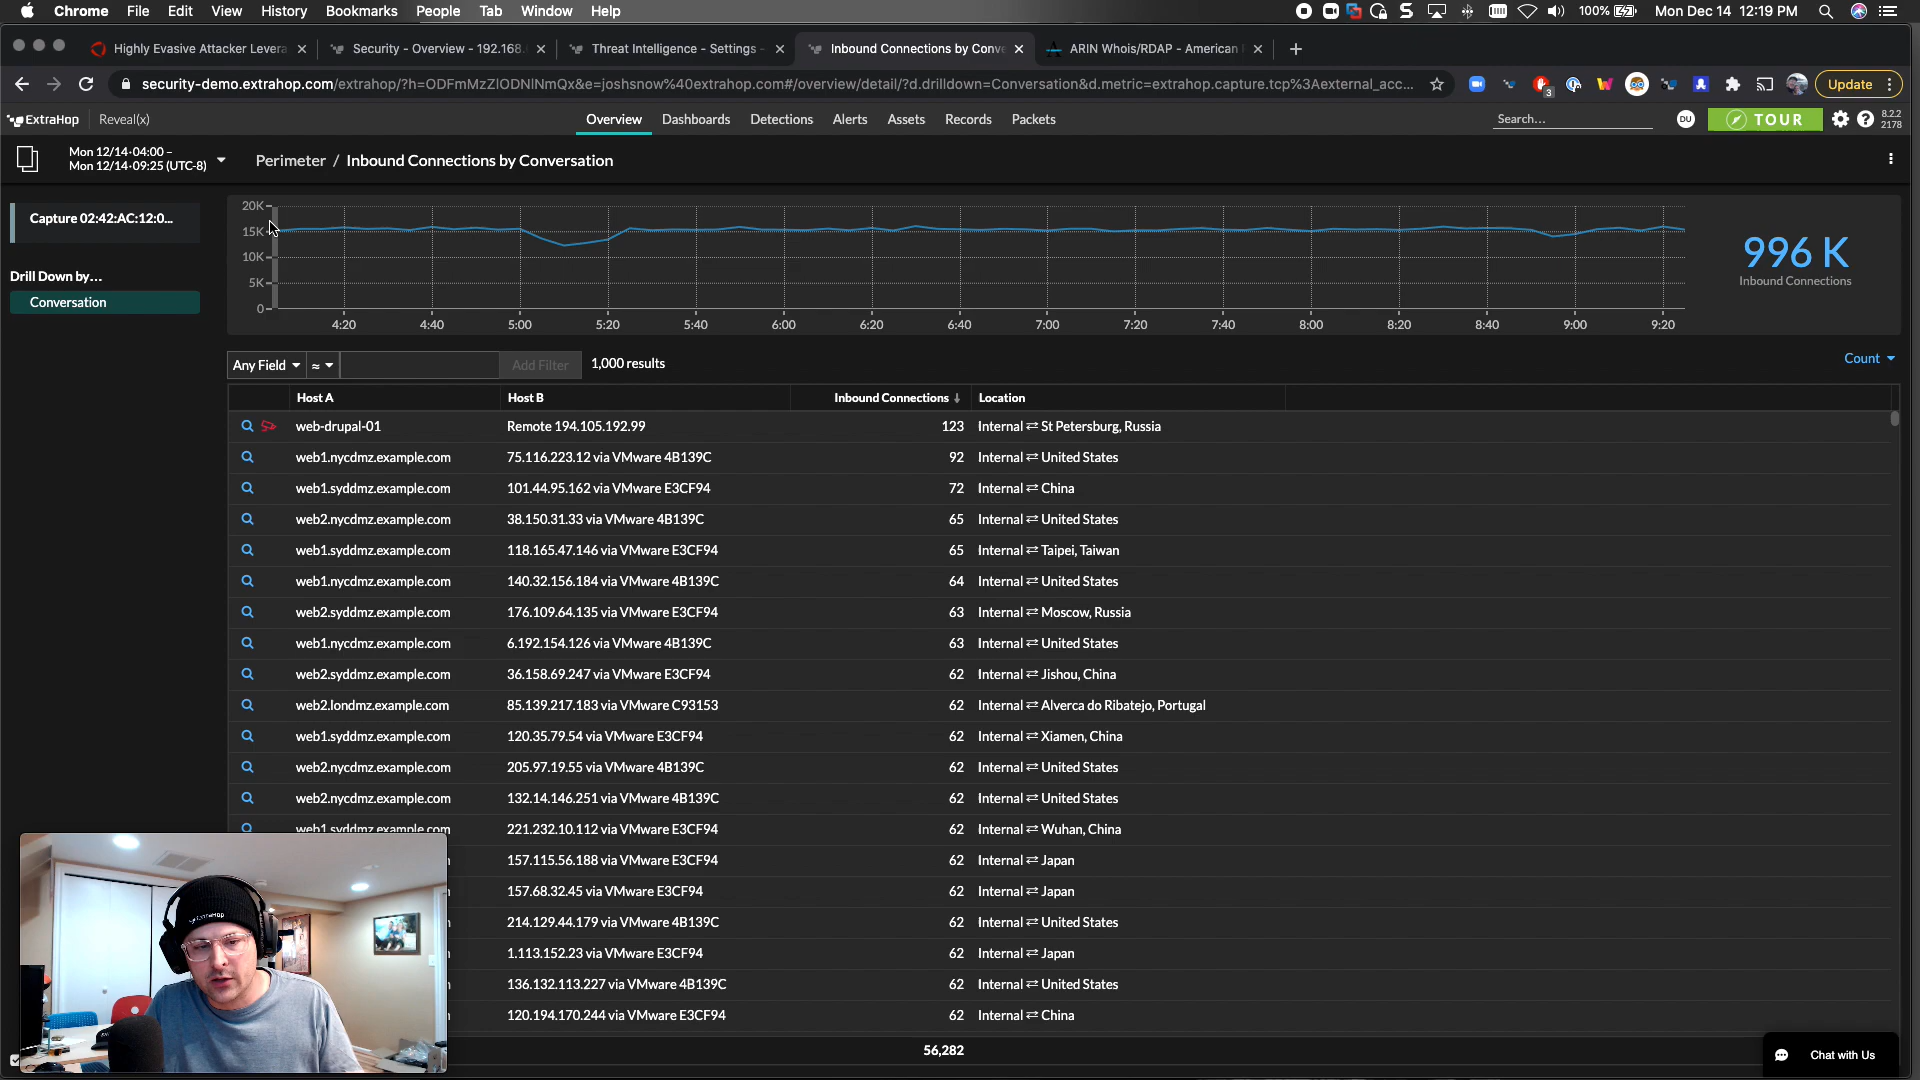 Chrome File Edit View History Bookmarks People Tab Window Help 100% Mon Dec 14 12:19 PM
Highly Evasive Attacker Levera Security - Overview - 192.168. Threat Intelligence - Settings - Inbound Connections by Conve ARIN Whois/RDAP - American
security-demo.extrahop.com/extrahop/?h=ODFmMzZlODNlNmQx&e=joshsnow%40extrahop.com#/overview/detail/?d.drilldown=Conversation&d.metric=extrahop.capture.tcp%3Aexternal_acc... 3 Update
ExtraHop Reveal(x) Overview Dashboards Detections Alerts Assets Records Packets Search... DU TOUR 8.2.2
2178
Mon 12/14·04:00 –
Mon 12/14·09:25 (UTC-8)
Perimeter / Inbound Connections by Conversation
Capture 02:42:AC:12:0...
Drill Down by...
Conversation
20K
15K
10K
5K
0
4:20 4:40 5:00 5:20 5:40 6:00 6:20 6:40 7:00 7:20 7:40 8:00 8:20 8:40 9:00 9:20
996 K
Inbound Connections
Any Field ≈ Add Filter 1,000 results Count
Host A Host B Inbound Connections ↓ Location
web-drupal-01 Remote 194.105.192.99 123 Internal ⇄ St Petersburg, Russia
web1.nycdmz.example.com 75.116.223.12 via VMware 4B139C 92 Internal ⇄ United States
web1.syddmz.example.com 101.44.95.162 via VMware E3CF94 72 Internal ⇄ China
web2.nycdmz.example.com 38.150.31.33 via VMware 4B139C 65 Internal ⇄ United States
web1.syddmz.example.com 118.165.47.146 via VMware E3CF94 65 Internal ⇄ Taipei, Taiwan
web1.nycdmz.example.com 140.32.156.184 via VMware 4B139C 64 Internal ⇄ United States
web2.syddmz.example.com 176.109.64.135 via VMware E3CF94 63 Internal ⇄ Moscow, Russia
web1.nycdmz.example.com 6.192.154.126 via VMware 4B139C 63 Internal ⇄ United States
web2.syddmz.example.com 36.158.69.247 via VMware E3CF94 62 Internal ⇄ Jishou, China
web2.londmz.example.com 85.139.217.183 via VMware C93153 62 Internal ⇄ Alverca do Ribatejo, Portugal
web1.syddmz.example.com 120.35.79.54 via VMware E3CF94 62 Internal ⇄ Xiamen, China
web2.nycdmz.example.com 205.97.19.55 via VMware 4B139C 62 Internal ⇄ United States
web2.nycdmz.example.com 132.14.146.251 via VMware 4B139C 62 Internal ⇄ United States
web1.syddmz.example.com 221.232.10.112 via VMware E3CF94 62 Internal ⇄ Wuhan, China
157.115.56.188 via VMware E3CF94 62 Internal ⇄ Japan
157.68.32.45 via VMware E3CF94 62 Internal ⇄ Japan
214.129.44.179 via VMware 4B139C 62 Internal ⇄ United States
1.113.152.23 via VMware E3CF94 62 Internal ⇄ Japan
136.132.113.227 via VMware 4B139C 62 Internal ⇄ United States
120.194.170.244 via VMware E3CF94 62 Internal ⇄ China
56,282
ExtraHop
Chat with Us